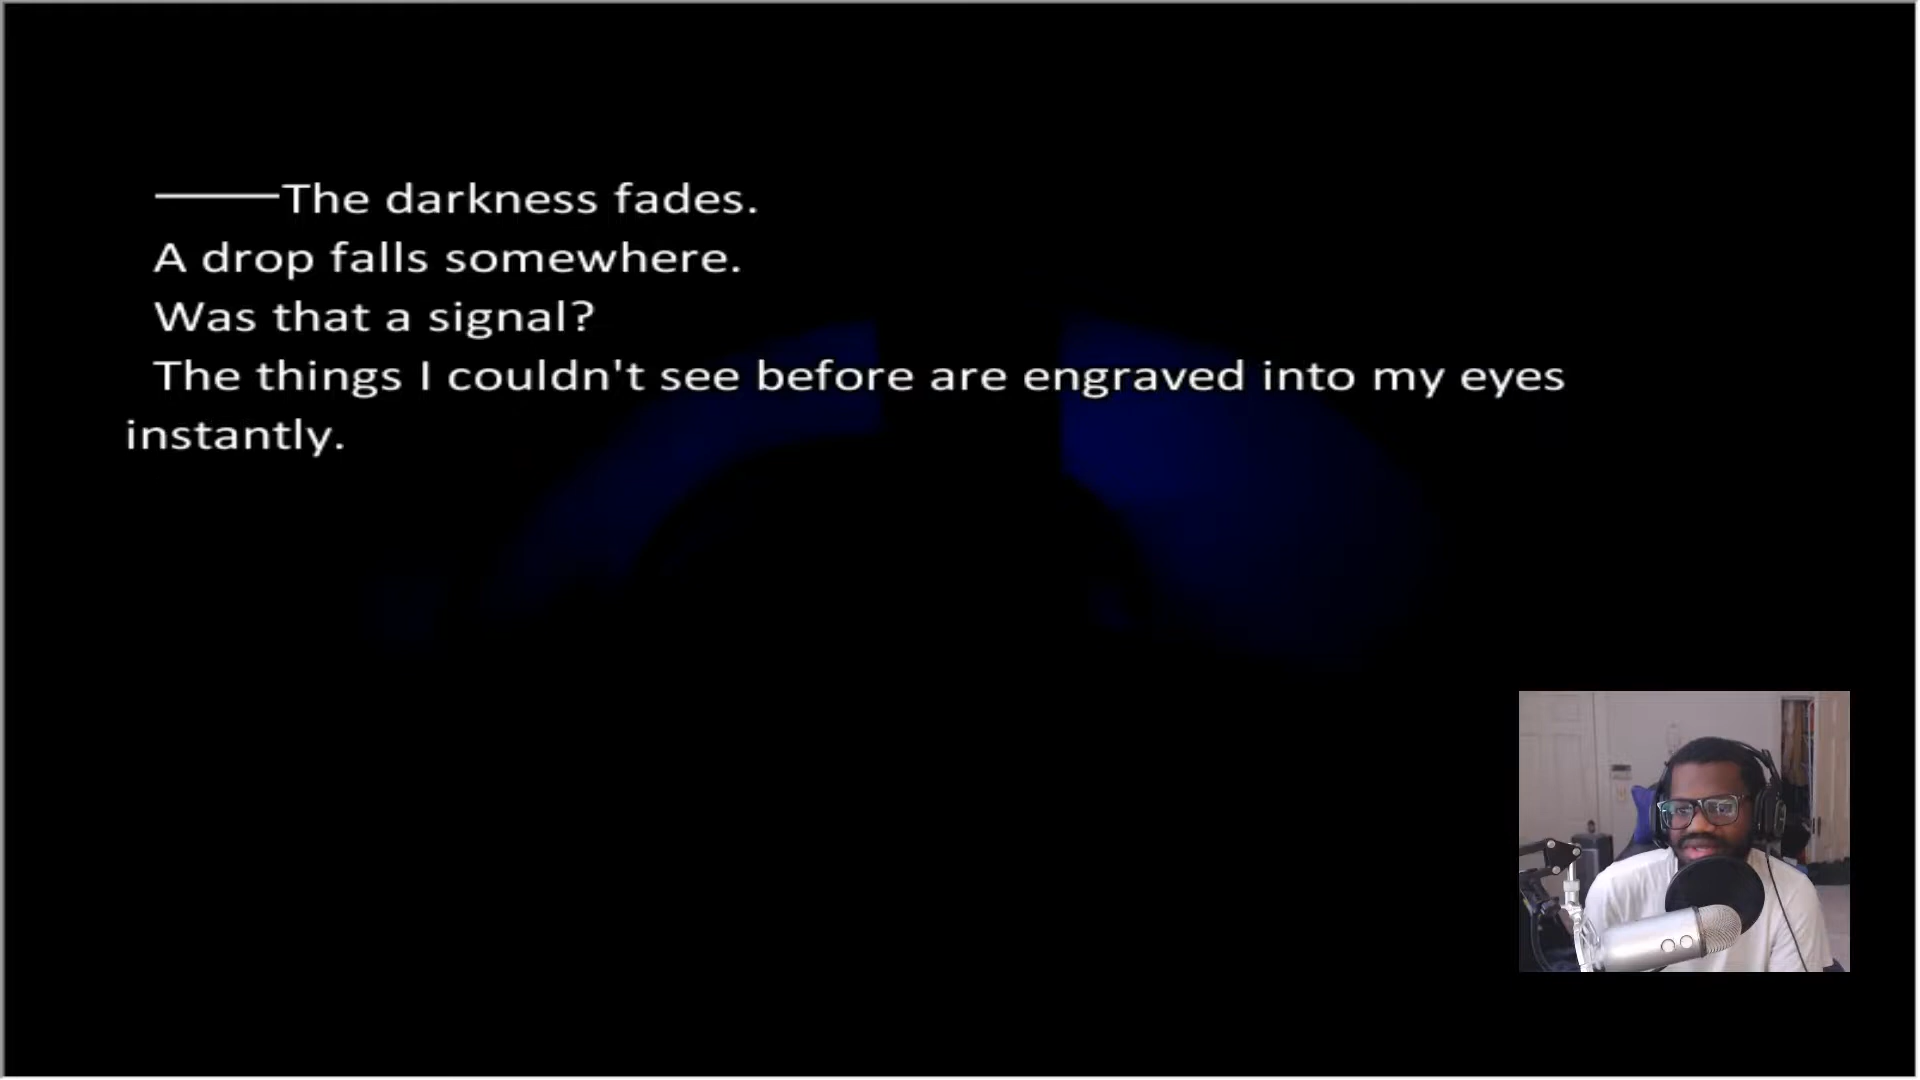 ———The darkness fades.
A drop falls somewhere.
Was that a signal?
The things I couldn't see before are engraved into my eyes
instantly.